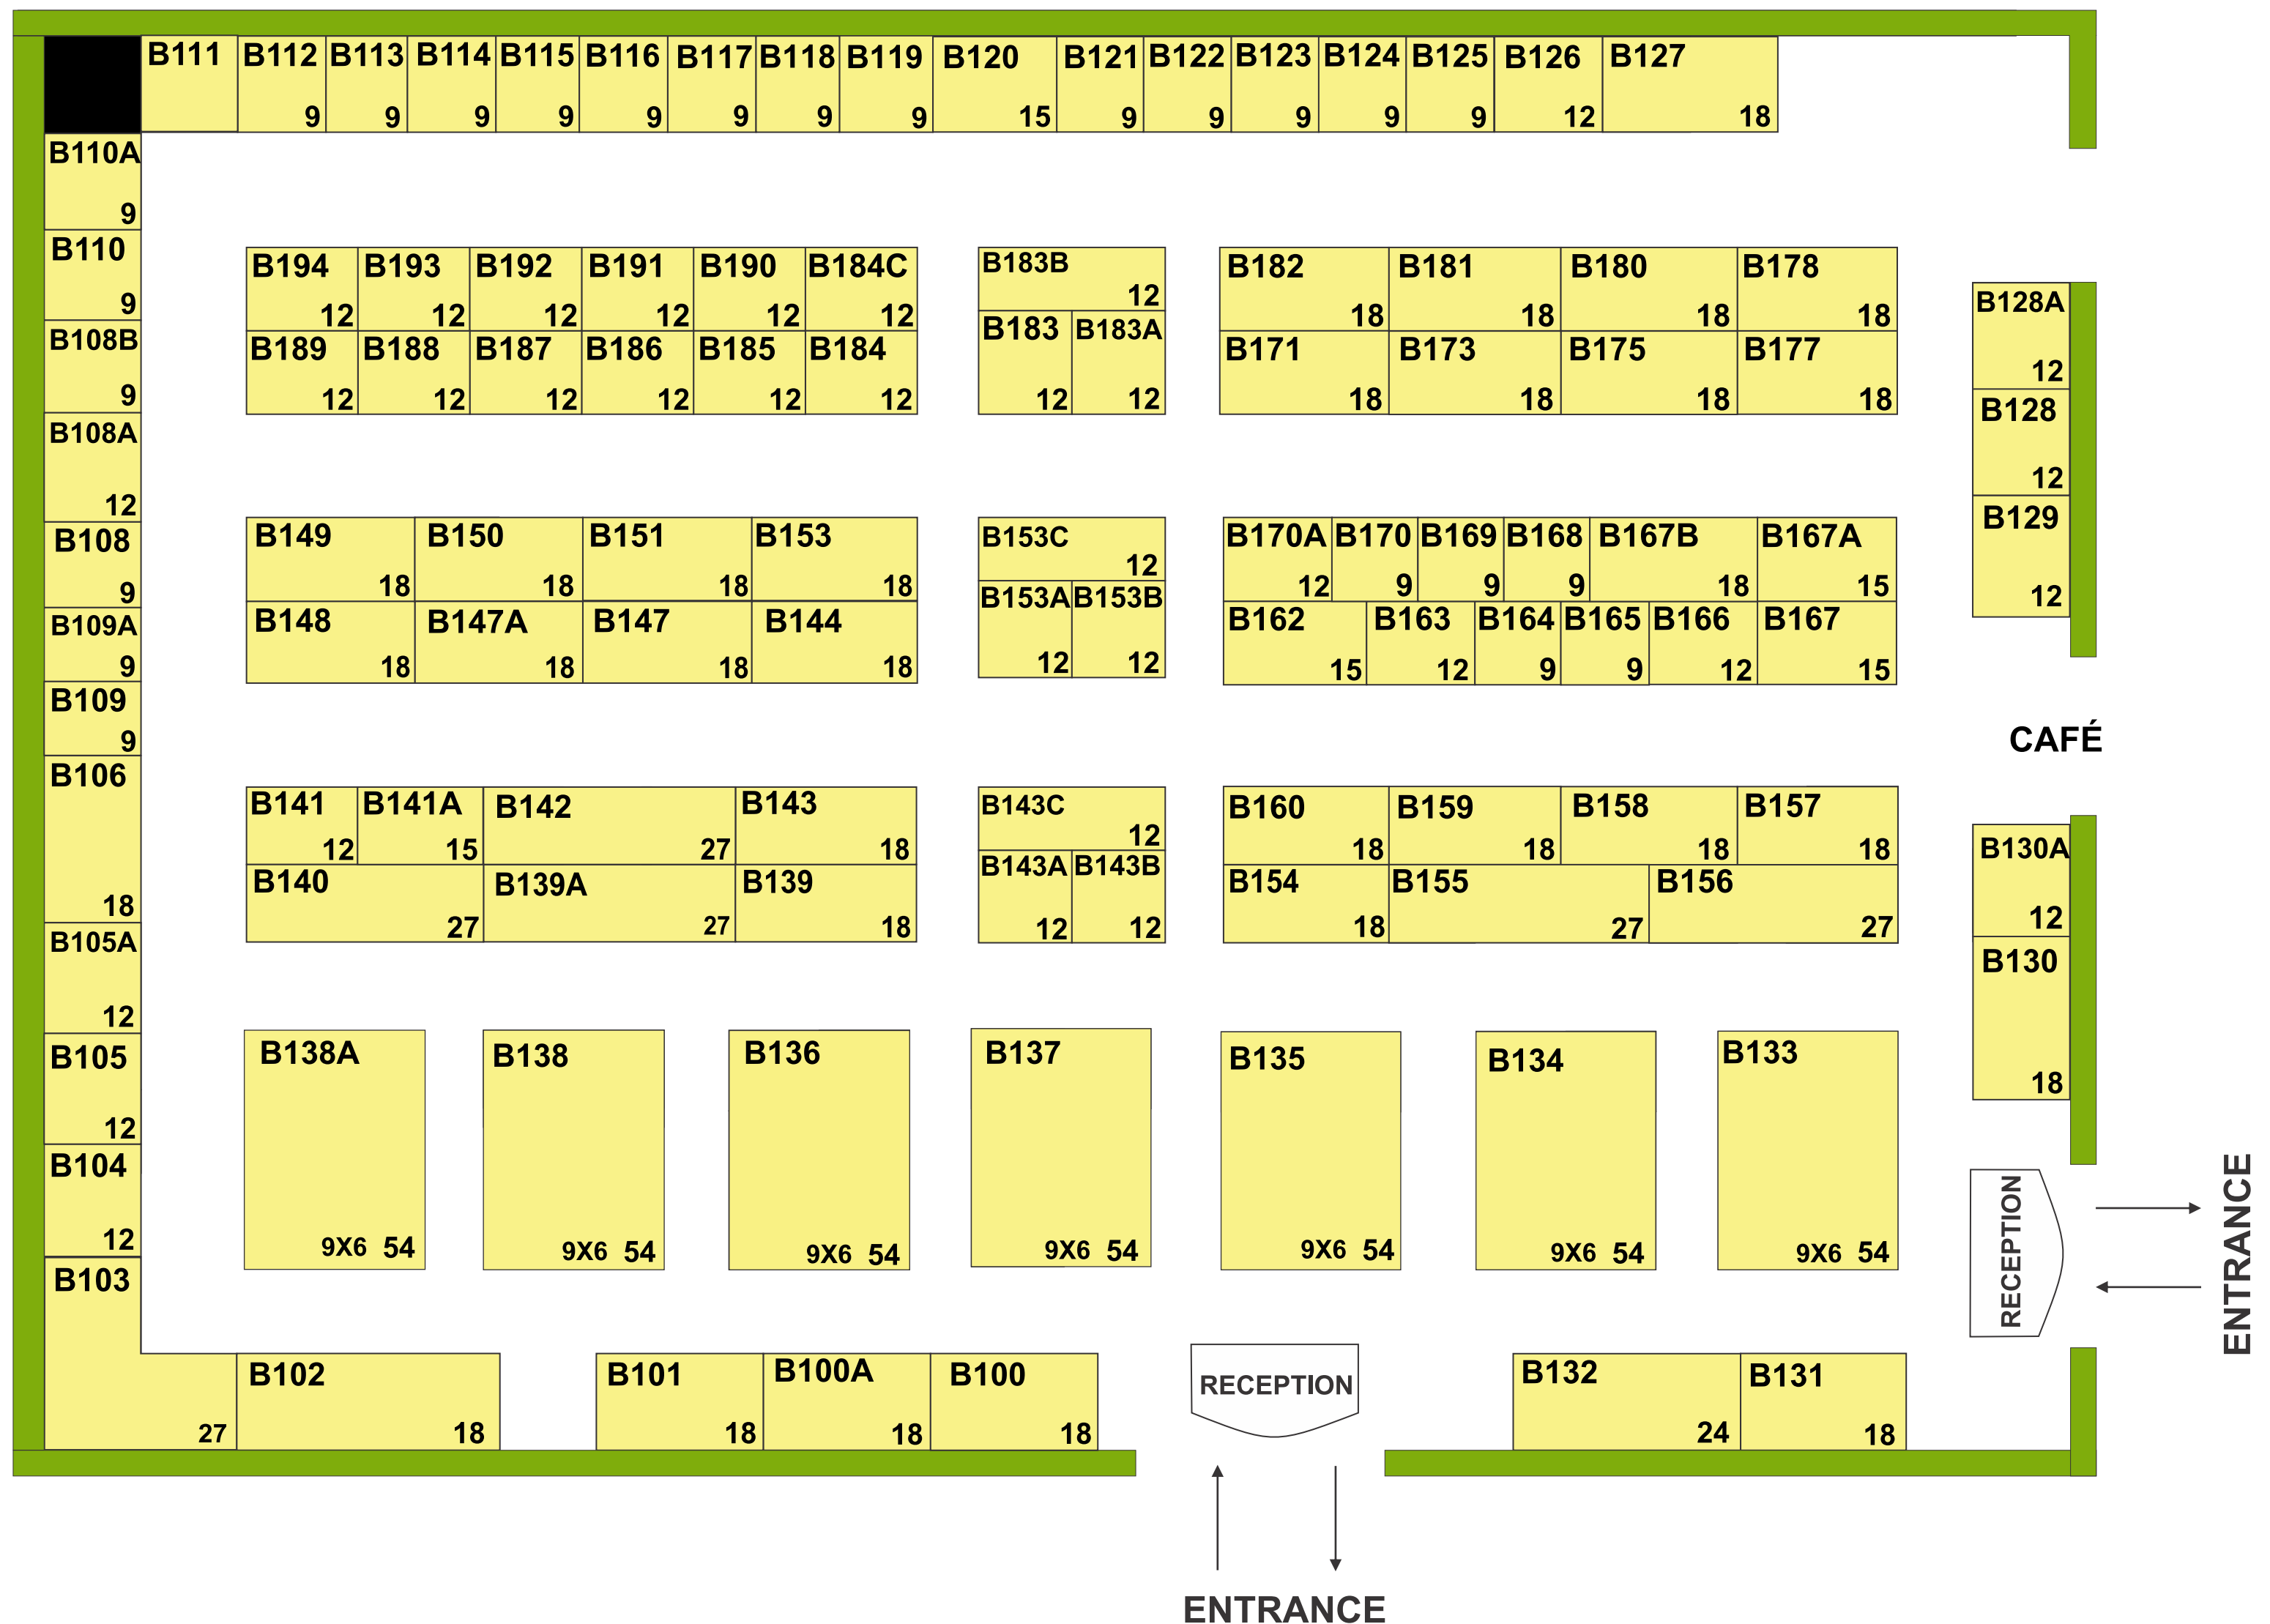 B111 B112 B113 B114 B115 B116 B117 B118 B119 B120 B121 B122 B123 B124 B125 B126 B127
9 9 9 9 9 9 9 9 15 9 9 9 9 9 12 18
B110A
9
B110
9
B108B
9
B108A
12
B108
9
B109A
9
B109
9
B106
18
B105A
12
B105
12
B104
12
B103
27
B194 B193 B192 B191 B190 B184C
12 12 12 12 12 12
B189 B188 B187 B186 B185 B184
12 12 12 12 12 12
B183B
12
B183 B183A
12 12
B182 B181 B180 B178
18 18 18 18
B171 B173 B175 B177
18 18 18 18
B128A
12
B128
12
B129
12
B149 B150 B151 B153
18 18 18 18
B148 B147A B147 B144
18 18 18 18
B153C
12
B153A B153B
12 12
B170A B170 B169 B168 B167B B167A
12 9 9 9 18 15
B162 B163 B164 B165 B166 B167
15 12 9 9 12 15
CAFÉ
B141 B141A B142 B143
12 15 27 18
B140 B139A B139
27 27 18
B143C
12
B143A B143B
12 12
B160 B159 B158 B157
18 18 18 18
B154 B155 B156
18 27 27
B130A
12
B130
18
B138A B138 B136 B137 B135 B134 B133
9X6 54 9X6 54 9X6 54 9X6 54 9X6 54 9X6 54 9X6 54
RECEPTION
ENTRANCE
B102 B101 B100A B100
18 18 18 18
RECEPTION
B132 B131
24 18
ENTRANCE